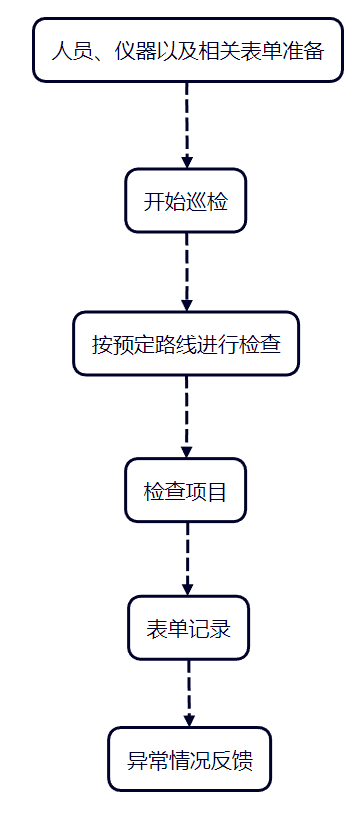 人员、仪器以及相关表单准备
开始巡检
按预定路线进行检查
检查项目
表单记录
异常情况反馈